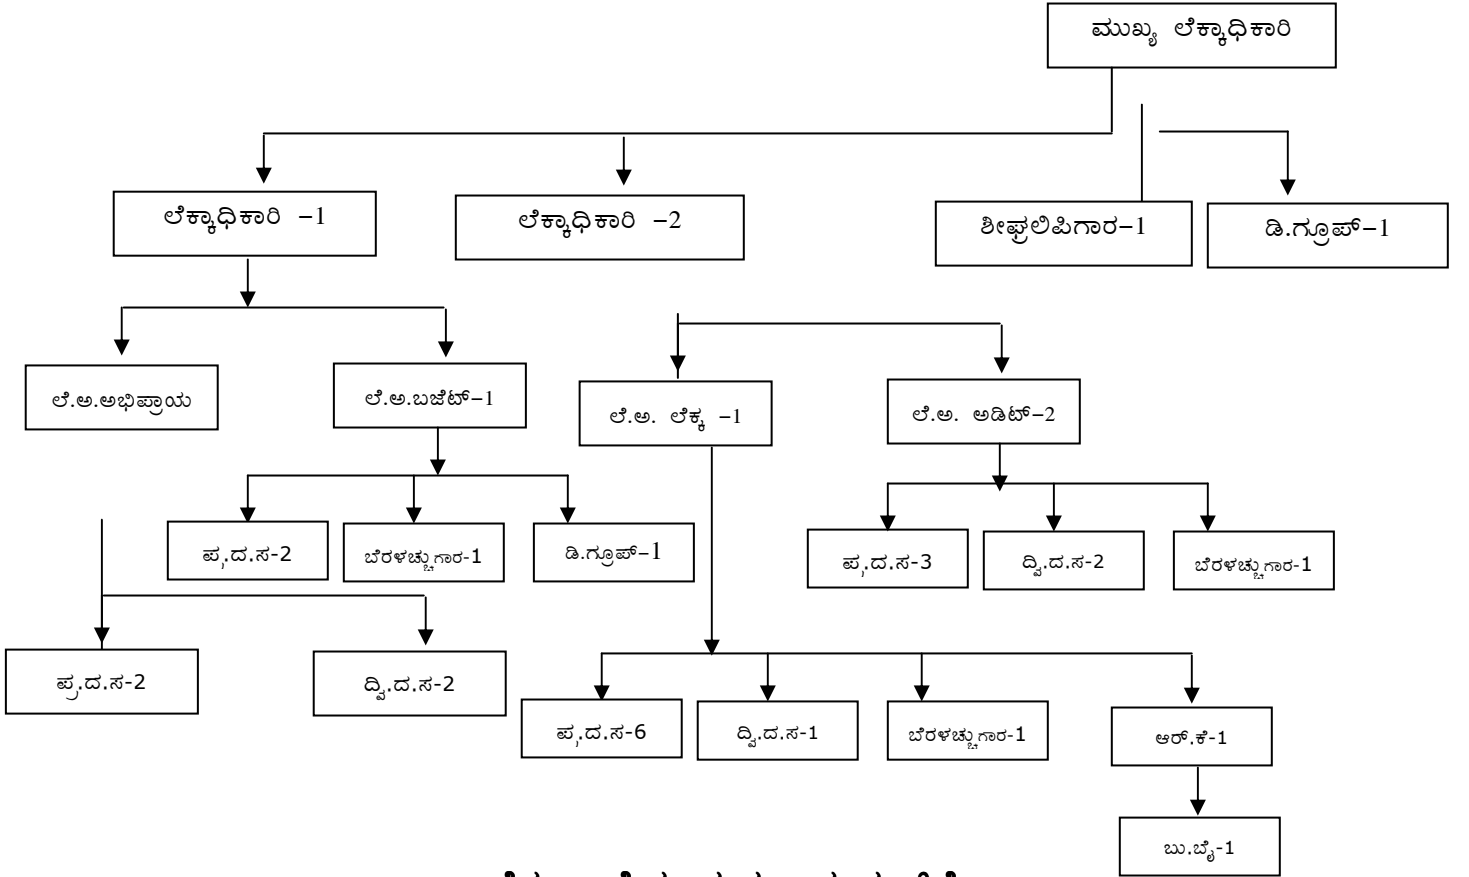 ಮುಖ್ಯ ಲೆಕ್ಕಾಧಿಕಾರಿ
ಲೆಕ್ಕಾಧಿಕಾರಿ –1
ಲೆಕ್ಕಾಧಿಕಾರಿ –2
ಶೀಘ್ರಲಿಪಿಗಾರ–1
ಡಿ.ಗ್ರೂಪ್–1
ಲೆ.ಅ.ಅಭಿಪ್ರಾಯ
ಲೆ.ಅ.ಬಜೆಟ್–1
ಲೆ.ಅ. ಲೆಕ್ಕ –1
ಲೆ.ಅ. ಅಡಿಟ್–2
ಪ್ರ.ದ.ಸ-2
ಬೆರಳಚ್ಚುಗಾರ-1
ಡಿ.ಗ್ರೂಪ್–1
ಪ್ರ.ದ.ಸ-3
ದ್ವಿ.ದ.ಸ-2
ಬೆರಳಚ್ಚುಗಾರ-1
ಪ್ರ.ದ.ಸ-2
ದ್ವಿ.ದ.ಸ-2
ಪ್ರ.ದ.ಸ-6
ದ್ವಿ.ದ.ಸ-1
ಬೆರಳಚ್ಚುಗಾರ-1
ಆರ್.ಕೆ-1
ಬು.ಬೈ-1